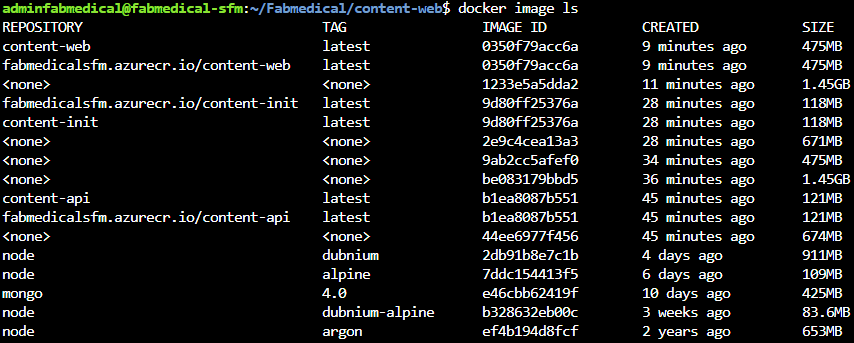 adminfabmedical@fabmedical-sfm:~/Fabmedical/content-web$ docker image ls
REPOSITORY TAG IMAGE ID CREATED SIZE
content-web latest 0350f79acc6a 9 minutes ago 475MB
fabmedicalsfm.azurecr.io/content-web latest 0350f79acc6a 9 minutes ago 475MB
<none> <none> 1233e5a5dda2 11 minutes ago 1.45GB
fabmedicalsfm.azurecr.io/content-init latest 9d80ff25376a 28 minutes ago 118MB
content-init latest 9d80ff25376a 28 minutes ago 118MB
<none> <none> 2e9c4cea13a3 28 minutes ago 671MB
<none> <none> 9ab2cc5afef0 34 minutes ago 475MB
<none> <none> be083179bbd5 36 minutes ago 1.45GB
content-api latest b1ea8087b551 45 minutes ago 121MB
fabmedicalsfm.azurecr.io/content-api latest b1ea8087b551 45 minutes ago 121MB
<none> <none> 44ee6977f456 45 minutes ago 674MB
node dubnium 2db91b8e7c1b 4 days ago 911MB
node alpine 7ddc154413f5 6 days ago 109MB
mongo 4.0 e46cbb62419f 10 days ago 425MB
node dubnium-alpine b328632eb00c 3 weeks ago 83.6MB
node argon ef4b194d8fcf 2 years ago 653MB